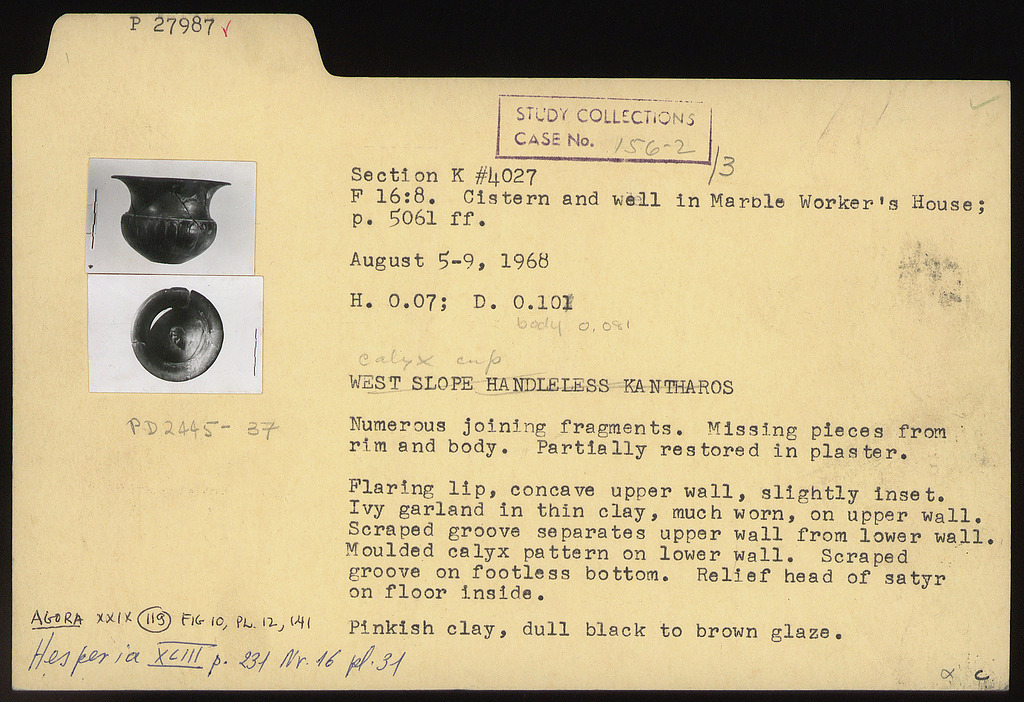 P 27987 ✓
STUDY COLLECTIONS
CASE No. 156-2
/3
Section K #4027
F 16:8. Cistern and well in Marble Worker's House;
p. 5061 ff.
August 5-9, 1968
H. 0.07; D. 0.101
body 0.081
calyx cup
WEST SLOPE HANDLELESS KANTHAROS
PD2445- 37
Numerous joining fragments. Missing pieces from
rim and body. Partially restored in plaster.
Flaring lip, concave upper wall, slightly inset.
Ivy garland in thin clay, much worn, on upper wall.
Scraped groove separates upper wall from lower wall.
Moulded calyx pattern on lower wall. Scraped
groove on footless bottom. Relief head of satyr
on floor inside.
Pinkish clay, dull black to brown glaze.
AGORA XXIX 119 FIG 10, PL. 12, 141
Hesperia XLIII p. 231 Nr. 16 pl. 31
α C